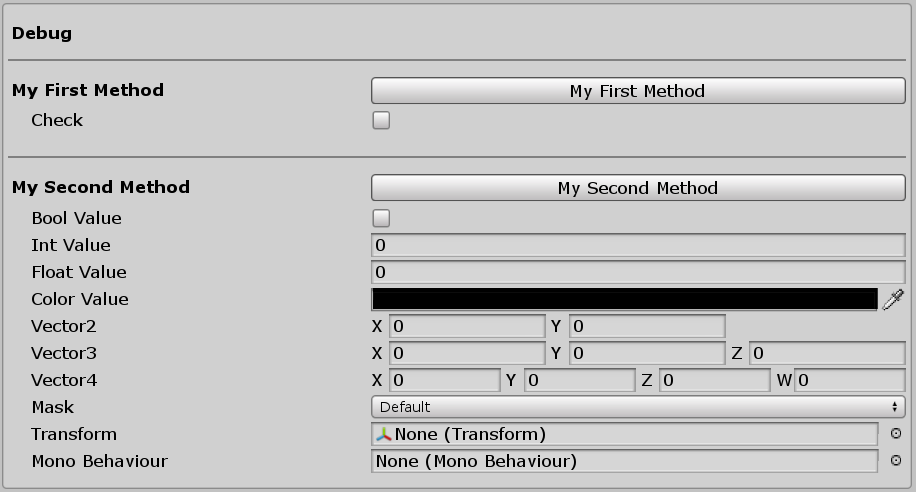 Debug
My First Method My First Method
Check
My Second Method My Second Method
Bool Value
Int Value 0
Float Value 0
Color Value
Vector2 X 0 Y 0
Vector3 X 0 Y 0 Z 0
Vector4 X 0 Y 0 Z 0 W 0
Mask Default
Transform None (Transform)
Mono Behaviour None (Mono Behaviour)